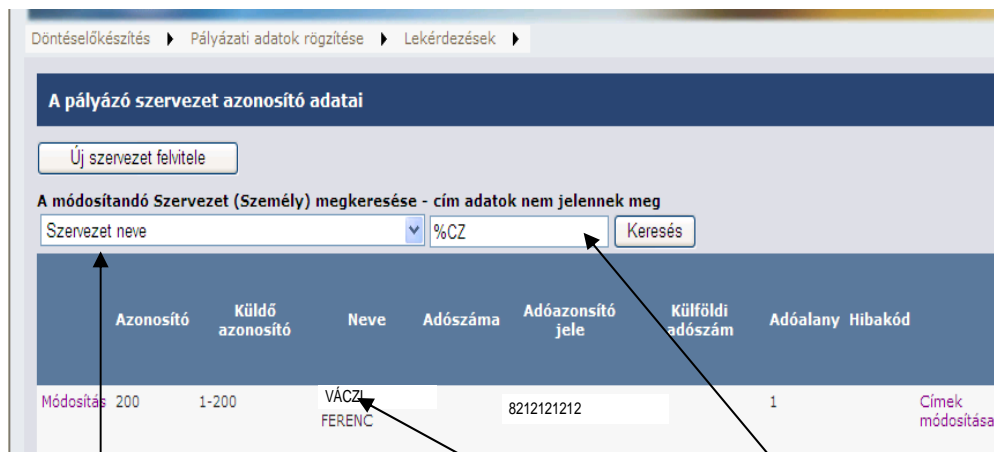 Döntéselőkészítés ▶ Pályázati adatok rögzítése ▶ Lekérdezések ▶
A pályázó szervezet azonosító adatai
Új szervezet felvitele
A módosítandó Szervezet (Személy) megkeresése - cím adatok nem jelennek meg
Szervezet neve %CZ Keresés
Azonosító Küldő azonosító Neve Adószáma Adóazonsító jele Külföldi adószám Adóalany Hibakód
Módosítás 200 1-200 VÁCZI FERENC 8212121212 1 Címek módosítása